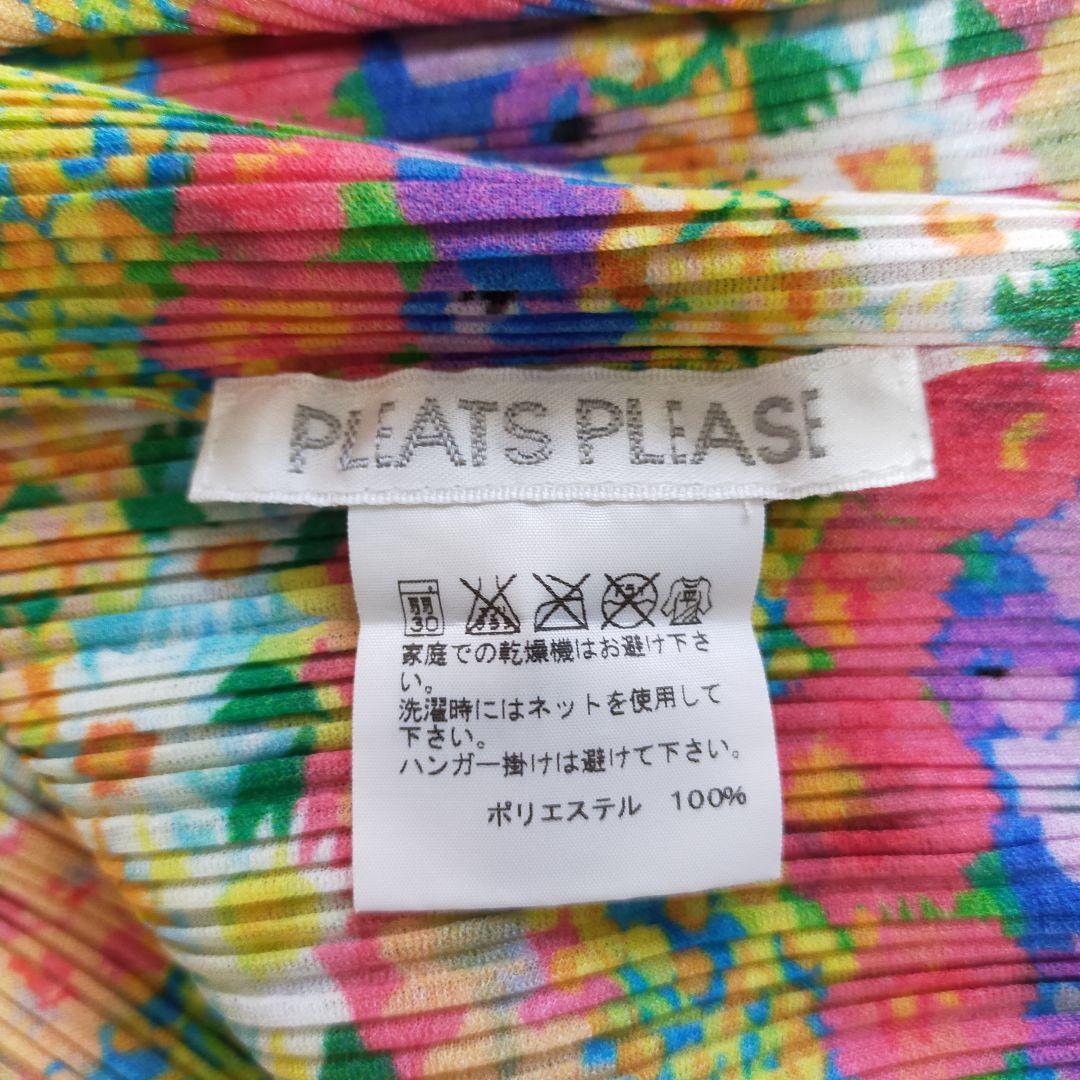 PLEATS PLEASE
弱 30
家庭での乾燥機はお避け下さ
い。
洗濯時にはネットを使用して
下さい。
ハンガー掛けは避けて下さい。
ポリエステル 100%